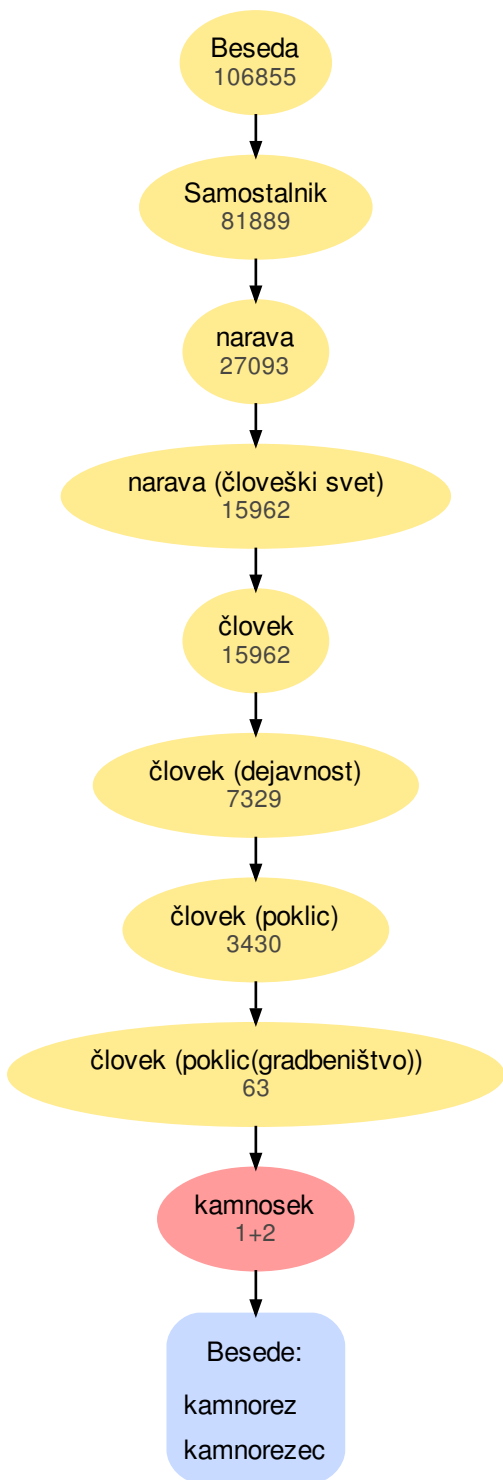 Beseda
106855
Samostalnik
81889
narava
27093
narava (človeški svet)
15962
človek
15962
človek (dejavnost)
7329
človek (poklic)
3430
človek (poklic(gradbeništvo))
63
kamnosek
1+2
Besede:
kamnorez
kamnorezec